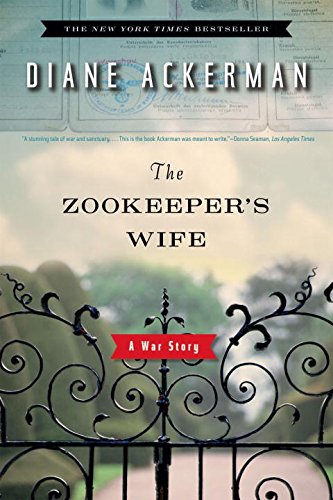 THE NEW YORK TIMES BESTSELLER
DIANE ACKERMAN
"A stunning tale of war and sanctuary. . . . This is the book Ackerman was meant to write."—Donna Seaman, Los Angeles Times
The
ZOOKEEPER'S
WIFE
A War Story